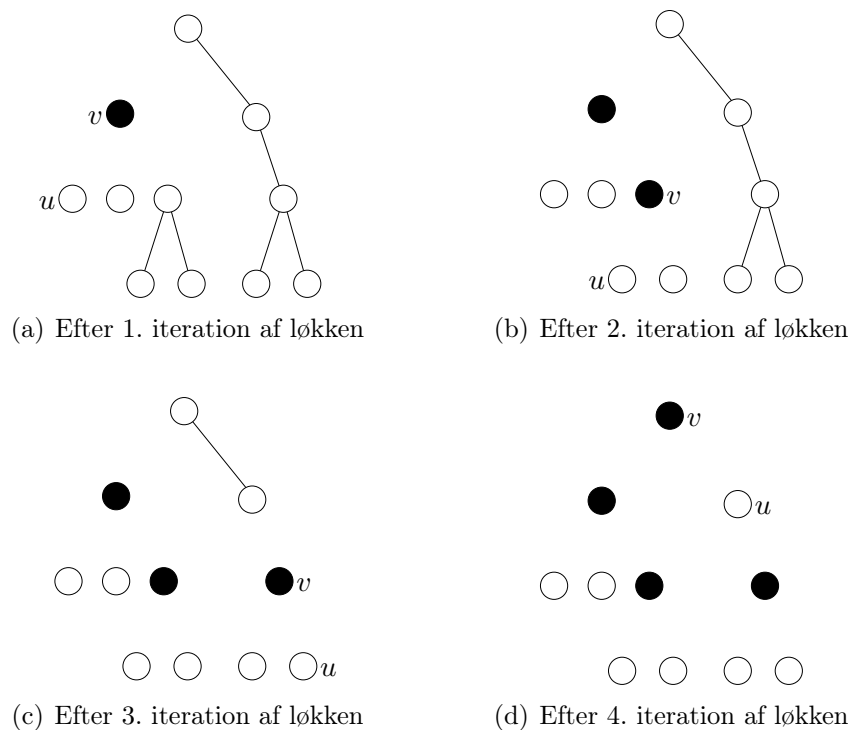 v
u
v
u
(a) Efter 1. iteration af løkken
(b) Efter 2. iteration af løkken
v
u
v
u
(c) Efter 3. iteration af løkken
(d) Efter 4. iteration af løkken